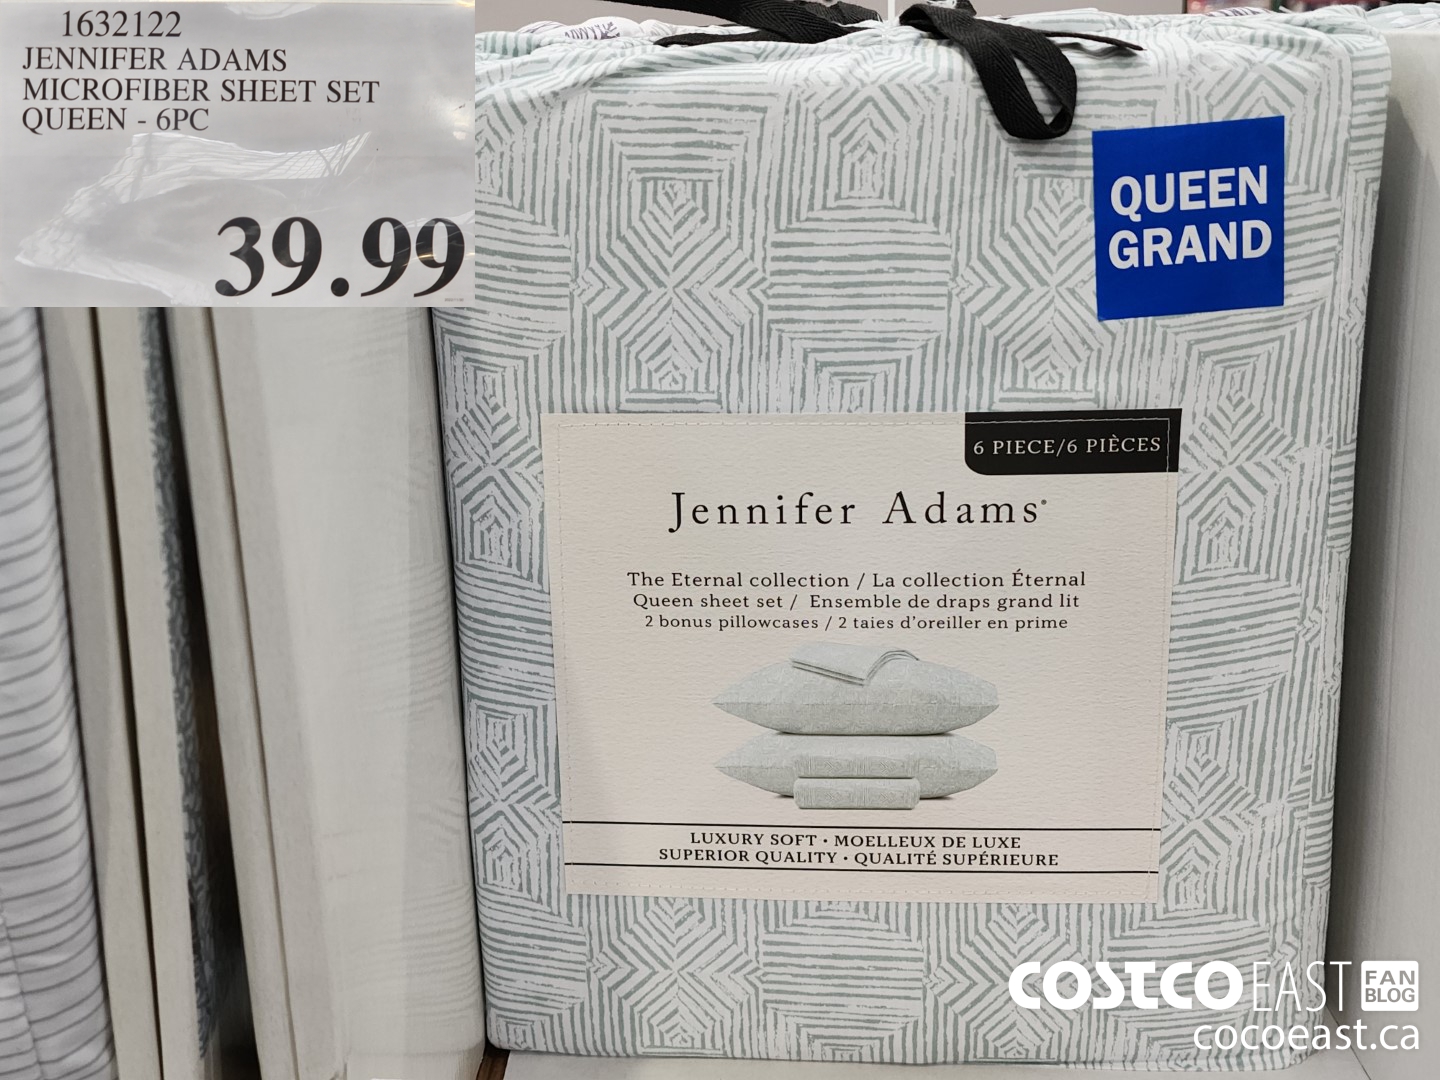 1632122
JENNIFER ADAMS
MICROFIBER SHEET SET
QUEEN - 6PC
39.99
QUEEN
GRAND
6 PIECE/6 PIÈCES
Jennifer Adams
The Eternal collection / La collection Éternal
Queen sheet set / Ensemble de draps grand lit
2 bonus pillowcases / 2 taies d'oreiller en prime
LUXURY SOFT • MOELLEUX DE LUXE
SUPERIOR QUALITY • QUALITÉ SUPÉRIEURE
COSTCO EAST FAN BLOG
cocoeast.ca